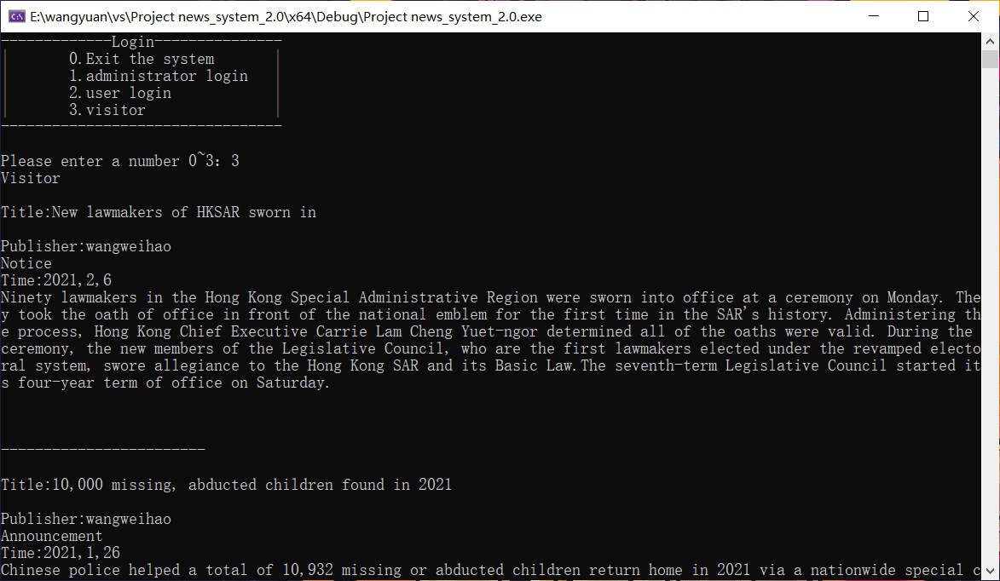 E:\wangyuan\vs\Project news_system_2.0\x64\Debug\Project news_system_2.0.exe
-------------Login---------------
| 0.Exit the system |
| 1.administrator login |
| 2.user login |
| 3.visitor |
---------------------------------
Please enter a number 0~3: 3
Visitor
Title:New lawmakers of HKSAR sworn in
Publisher:wangweihao
Notice
Time:2021,2,6
Ninety lawmakers in the Hong Kong Special Administrative Region were sworn into office at a ceremony on Monday. The
y took the oath of office in front of the national emblem for the first time in the SAR's history. Administering th
e process, Hong Kong Chief Executive Carrie Lam Cheng Yuet-ngor determined all of the oaths were valid. During the
ceremony, the new members of the Legislative Council, who are the first lawmakers elected under the revamped electo
ral system, swore allegiance to the Hong Kong SAR and its Basic Law.The seventh-term Legislative Council started it
s four-year term of office on Saturday.
------------------------
Title:10,000 missing, abducted children found in 2021
Publisher:wangweihao
Announcement
Time:2021,1,26
Chinese police helped a total of 10,932 missing or abducted children return home in 2021 via a nationwide special c